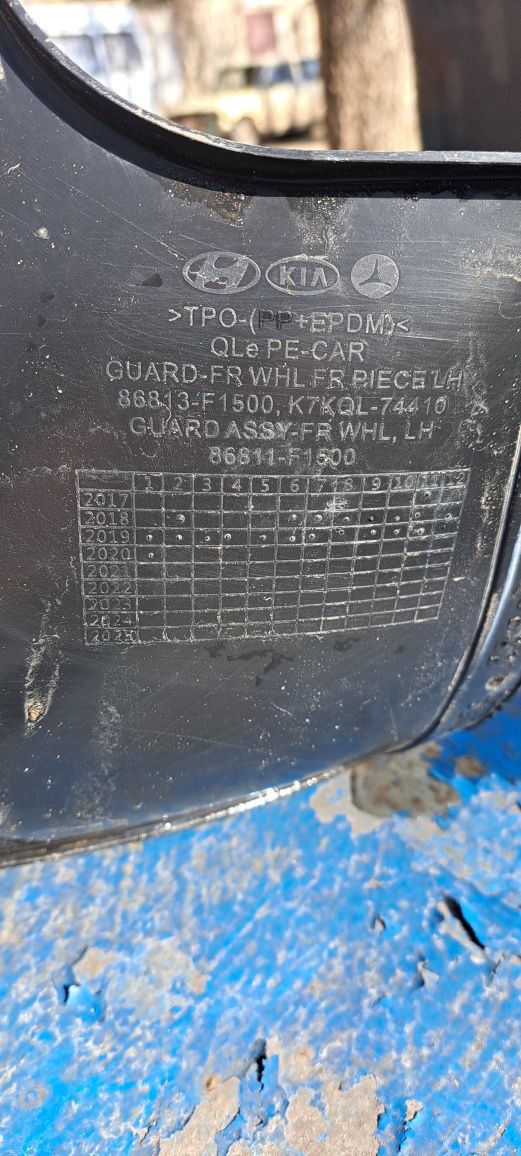 KIA
>TPO-(PP+EPDM)<
QLe PE-CAR
GUARD-FR WHL FR PIECE LH
86813-F1500, K7KQL-74410
GUARD ASSY-FR WHL, LH
86811-F1500
1 2 3 4 5 6 7 8 9 10 11 12
2017
2018
2019
2020
2021
2022
2023
2024
2025